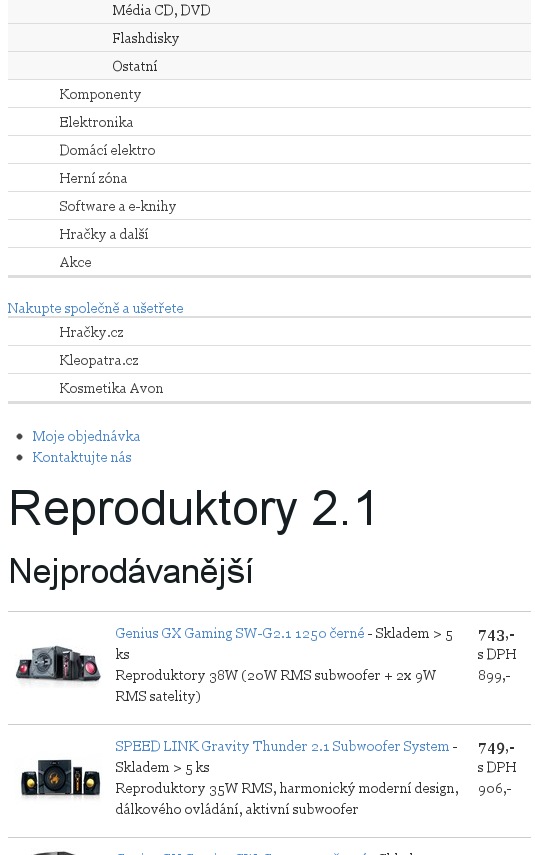 Média CD, DVD
Flashdisky
Ostatní
Komponenty
Elektronika
Domácí elektro
Herní zóna
Software a e-knihy
Hračky a další
Akce
Nakupte společně a ušetřete
Hračky.cz
Kleopatra.cz
Kosmetika Avon
Moje objednávka
Kontaktujte nás
Reproduktory 2.1
Nejprodávanější
Genius GX Gaming SW-G2.1 1250 černé - Skladem > 5
ks
Reproduktory 38W (20W RMS subwoofer + 2x 9W
RMS satelity)
743,-
s DPH
899,-
SPEED LINK Gravity Thunder 2.1 Subwoofer System -
Skladem > 5 ks
Reproduktory 35W RMS, harmonický moderní design,
dálkového ovládání, aktivní subwoofer
749,-
s DPH
906,-